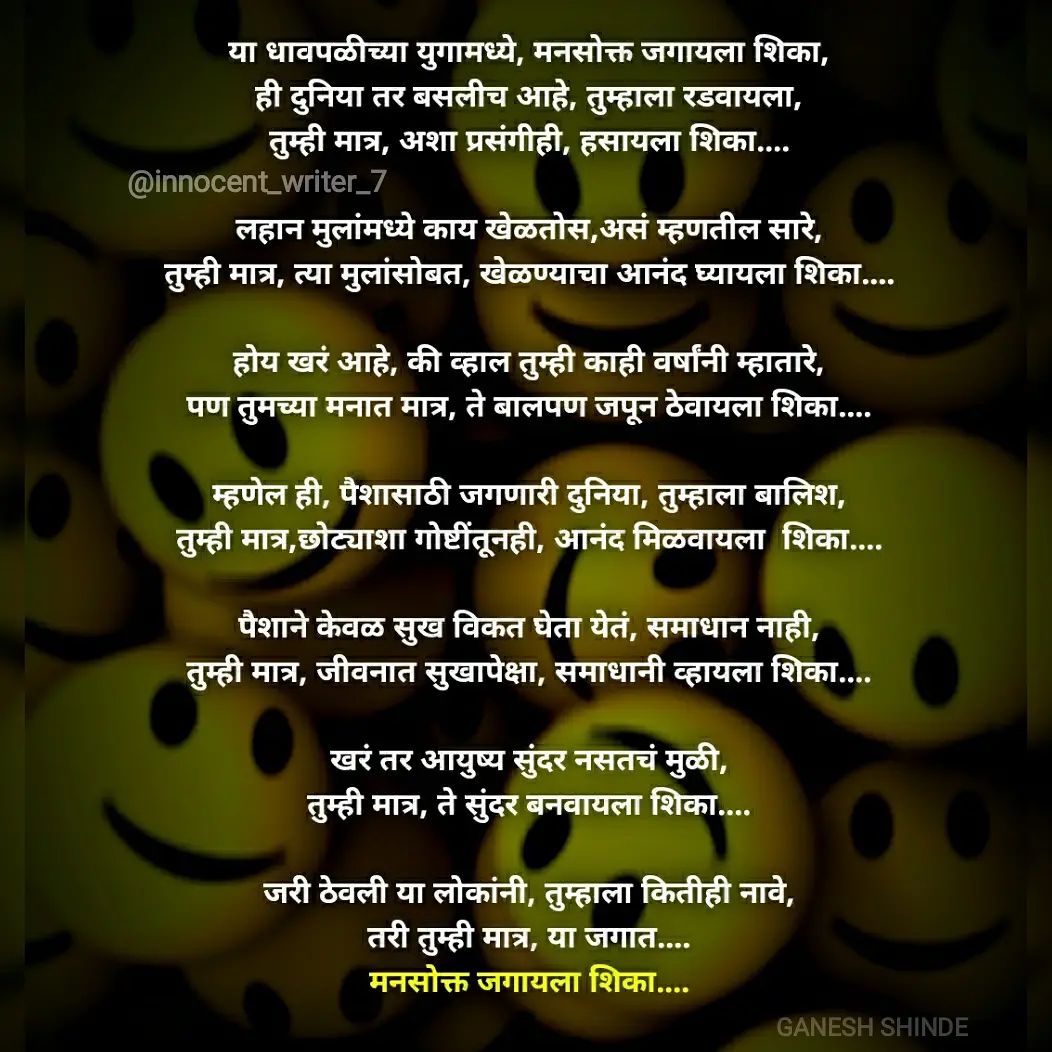 या धावपळीच्या युगामध्ये, मनसोक्त जगायला शिका,
ही दुनिया तर बसलीच आहे, तुम्हाला रडवायला,
तुम्ही मात्र, अशा प्रसंगीही, हसायला शिका....
@innocent_writer_7
लहान मुलांमध्ये काय खेळतोस,असं म्हणतील सारे,
तुम्ही मात्र, त्या मुलांसोबत, खेळण्याचा आनंद घ्यायला शिका....
होय खरं आहे, की व्हाल तुम्ही काही वर्षांनी म्हातारे,
पण तुमच्या मनात मात्र, ते बालपण जपून ठेवायला शिका....
म्हणेल ही, पैशासाठी जगणारी दुनिया, तुम्हाला बालिश,
तुम्ही मात्र,छोट्याशा गोष्टींतूनही, आनंद मिळवायला शिका....
पैशाने केवळ सुख विकत घेता येतं, समाधान नाही,
तुम्ही मात्र, जीवनात सुखापेक्षा, समाधानी व्हायला शिका....
खरं तर आयुष्य सुंदर नसतचं मुळी,
तुम्ही मात्र, ते सुंदर बनवायला शिका....
जरी ठेवली या लोकांनी, तुम्हाला कितीही नावे,
तरी तुम्ही मात्र, या जगात....
मनसोक्त जगायला शिका....
GANESH SHINDE